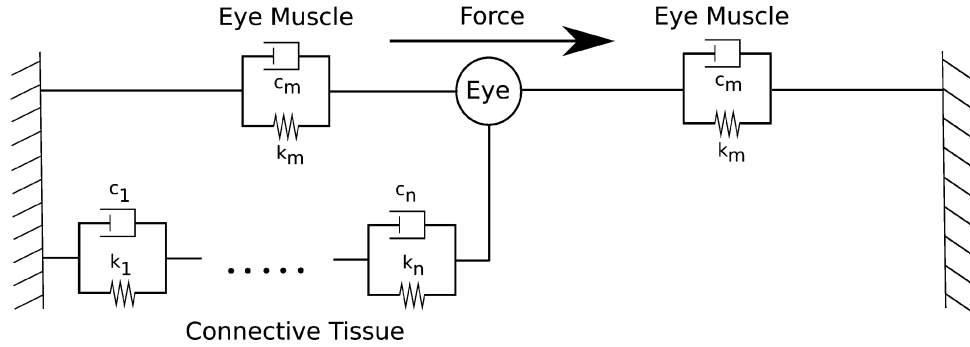 Eye Muscle
Force
Eye Muscle
c_m
Eye
c_m
k_m
k_m
c_1
c_n
k_1
.....
k_n
Connective Tissue